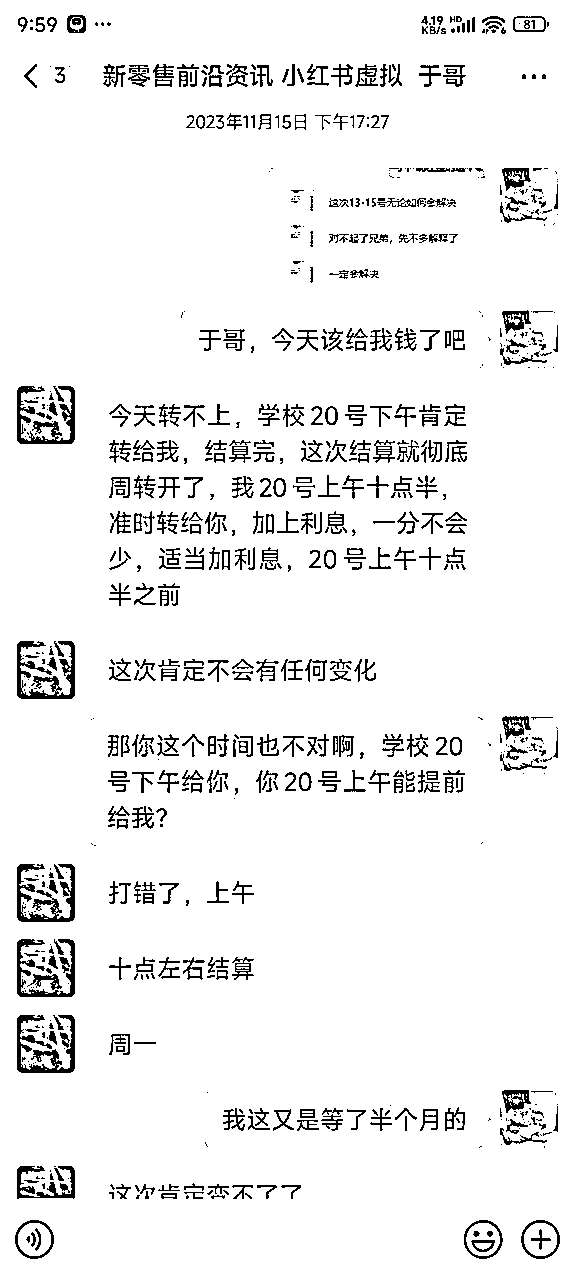 9:59
4.19 KB/s HD 81
3 新零售前沿资讯 小红书虚拟 于哥
2023年11月15日 下午17:27
这次13-15号无论如何会解决
对不起了兄弟，先不多解释了
一定会解决
于哥，今天该给我钱了吧
今天转不上，学校20号下午肯定
转给我，结算完，这次结算就彻底
周转开了，我20号上午十点半，
准时转给你，加上利息，一分不会
少，适当加利息，20号上午十点
半之前
这次肯定不会有任何变化
那你这个时间也不对啊，学校20
号下午给你，你20号上午能提前
给我？
打错了，上午
十点左右结算
周一
我这又是等了半个月的
这次肯定变不了了